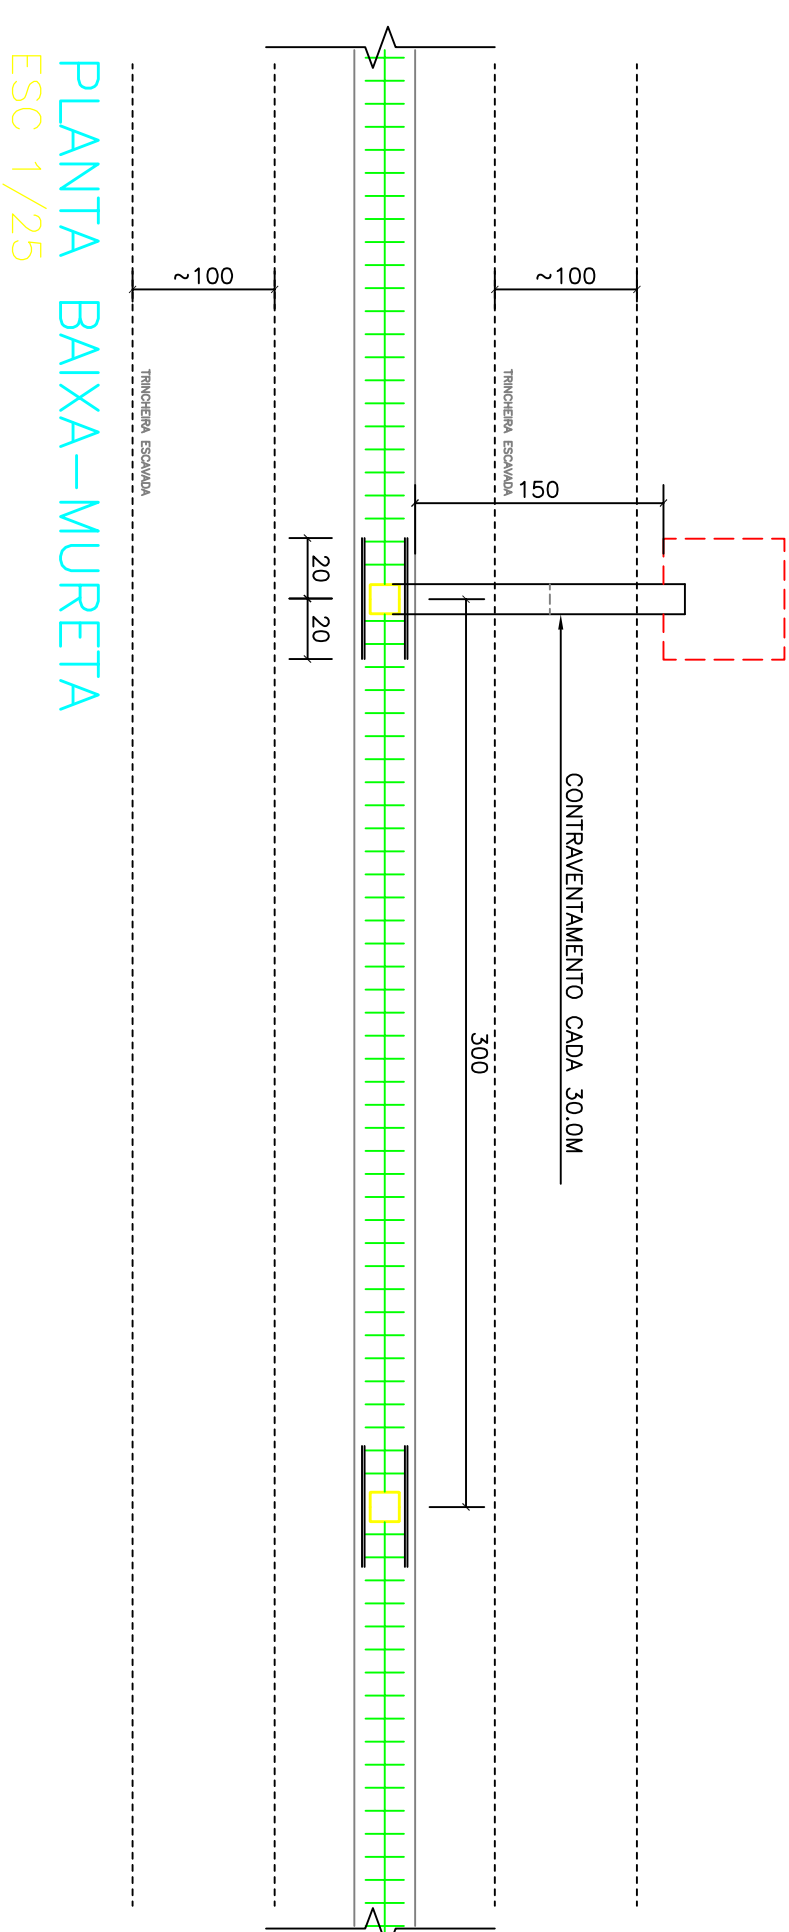 ~100
~100
TRINCHEIRA ESCAVADA
TRINCHEIRA ESCAVADA
150
20
20
CONTRAVENTAMENTO CADA 30.0M
300
PLANTA BAIXA-MURETA
ESC 1/25